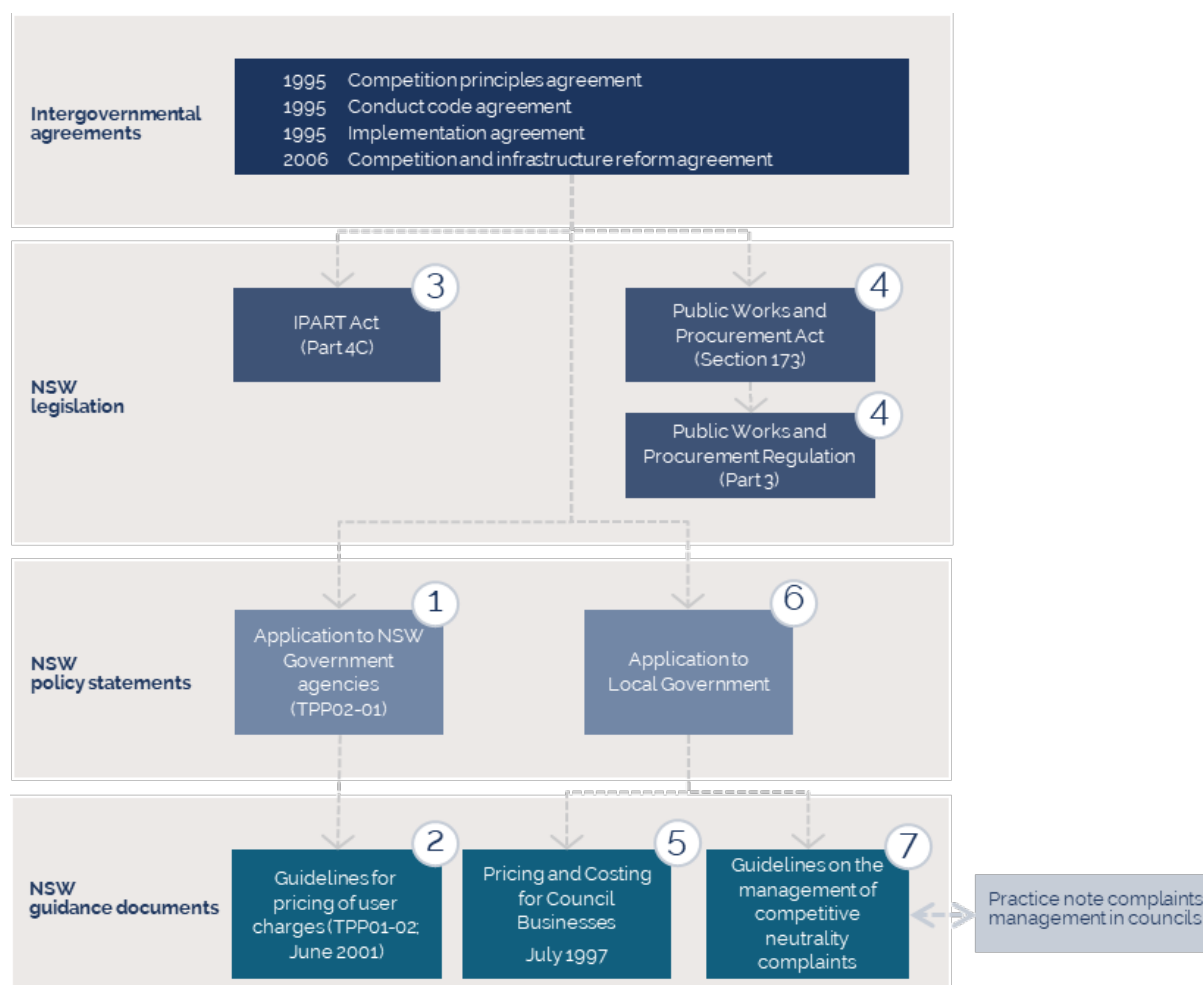 Intergovernmental
agreements
1995 Competition principles agreement
1995 Conduct code agreement
1995 Implementation agreement
2006 Competition and infrastructure reform agreement
NSW
legislation
3
IPART Act
(Part 4C)
4
Public Works and
Procurement Act
(Section 173)
4
Public Works and
Procurement Regulation
(Part 3)
NSW
policy statements
1
Application to NSW
Government
agencies
(TPP02-01)
6
Application to
Local Government
NSW
guidance documents
2
Guidelines for
pricing of user
charges (TPP01-02;
June 2001)
5
Pricing and Costing
for Council
Businesses
July 1997
7
Guidelines on the
management of
competitive
neutrality
complaints
Practice note complaints
management in councils